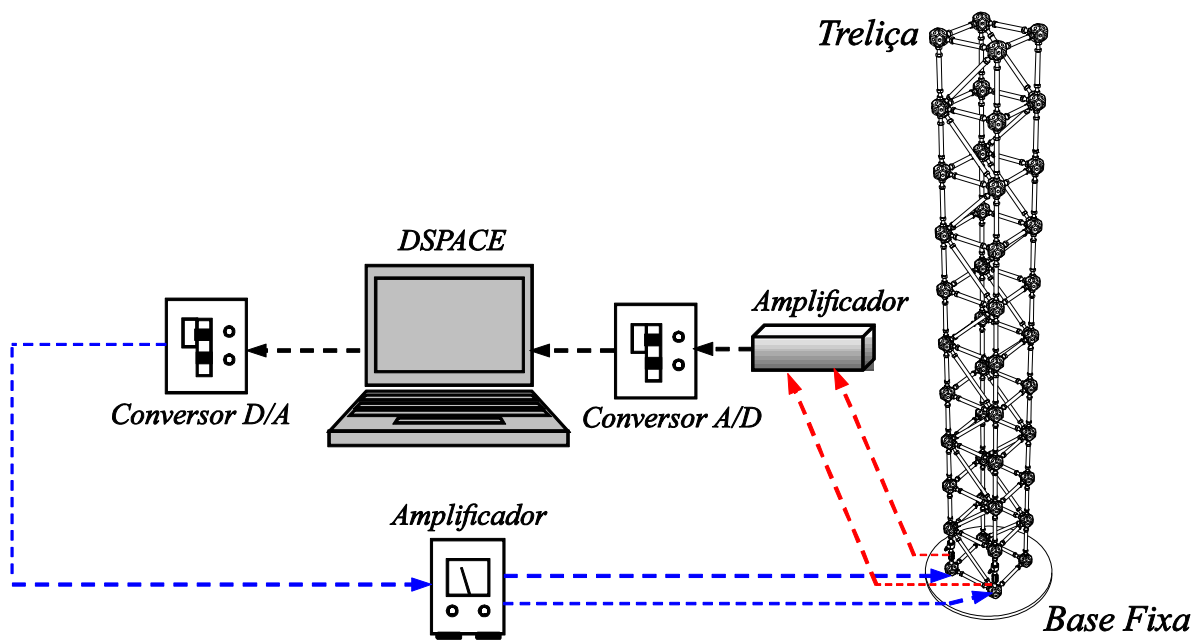 Treliça
DSPACE
Amplificador
Conversor D/A
Conversor A/D
Amplificador
Base Fixa